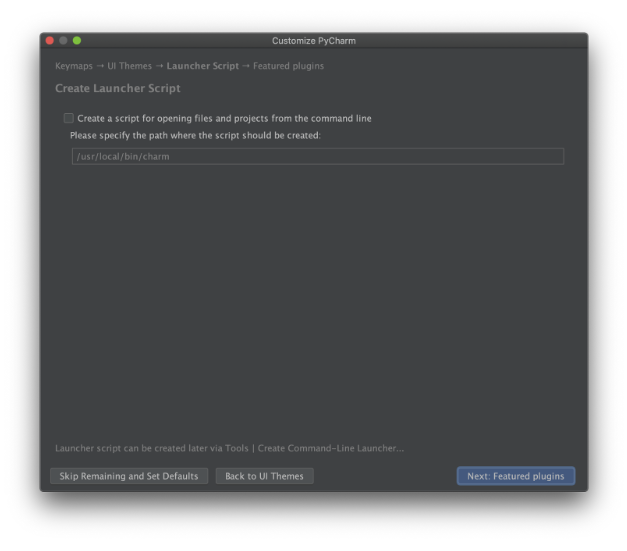 Customize PyCharm
Keymaps → UI Themes → Launcher Script → Featured plugins
Create Launcher Script
Create a script for opening files and projects from the command line
Please specify the path where the script should be created:
/usr/local/bin/charm
Launcher script can be created later via Tools | Create Command-Line Launcher...
Skip Remaining and Set Defaults
Back to UI Themes
Next: Featured plugins